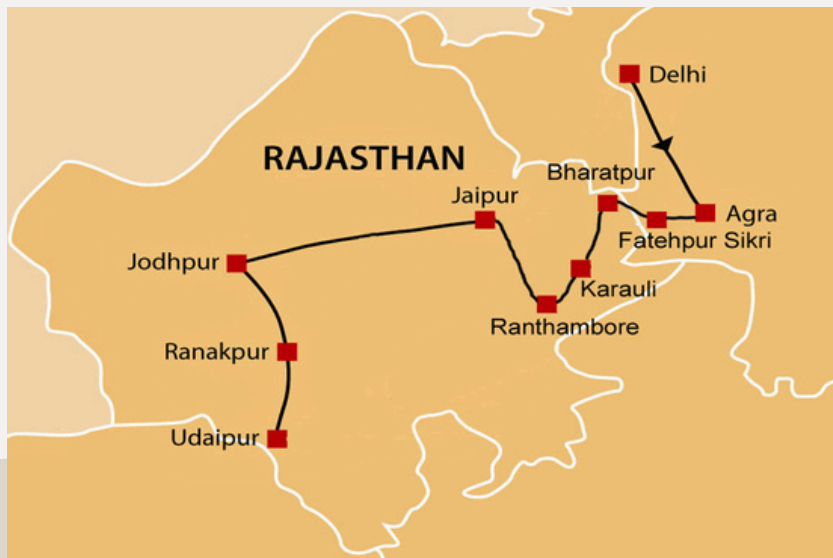 Delhi
RAJASTHAN
Bharatpur
Jaipur
Agra
Fatehpur Sikri
Jodhpur
Karauli
Ranthambore
Ranakpur
Udaipur